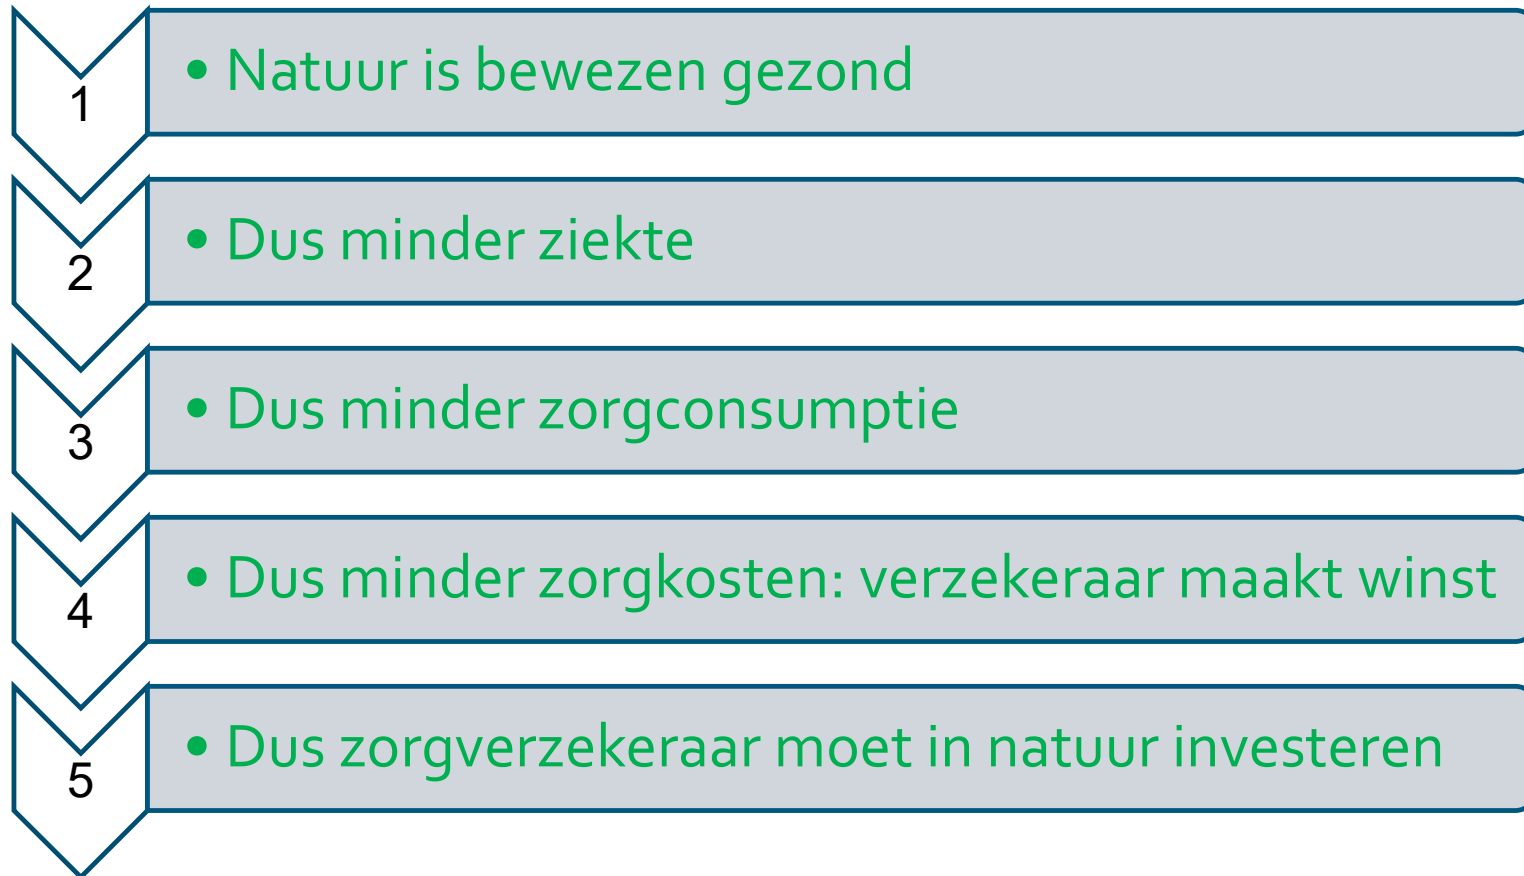 1
• Natuur is bewezen gezond
2
• Dus minder ziekte
3
• Dus minder zorgconsumptie
4
• Dus minder zorgkosten: verzekeraar maakt winst
5
• Dus zorgverzekeraar moet in natuur investeren